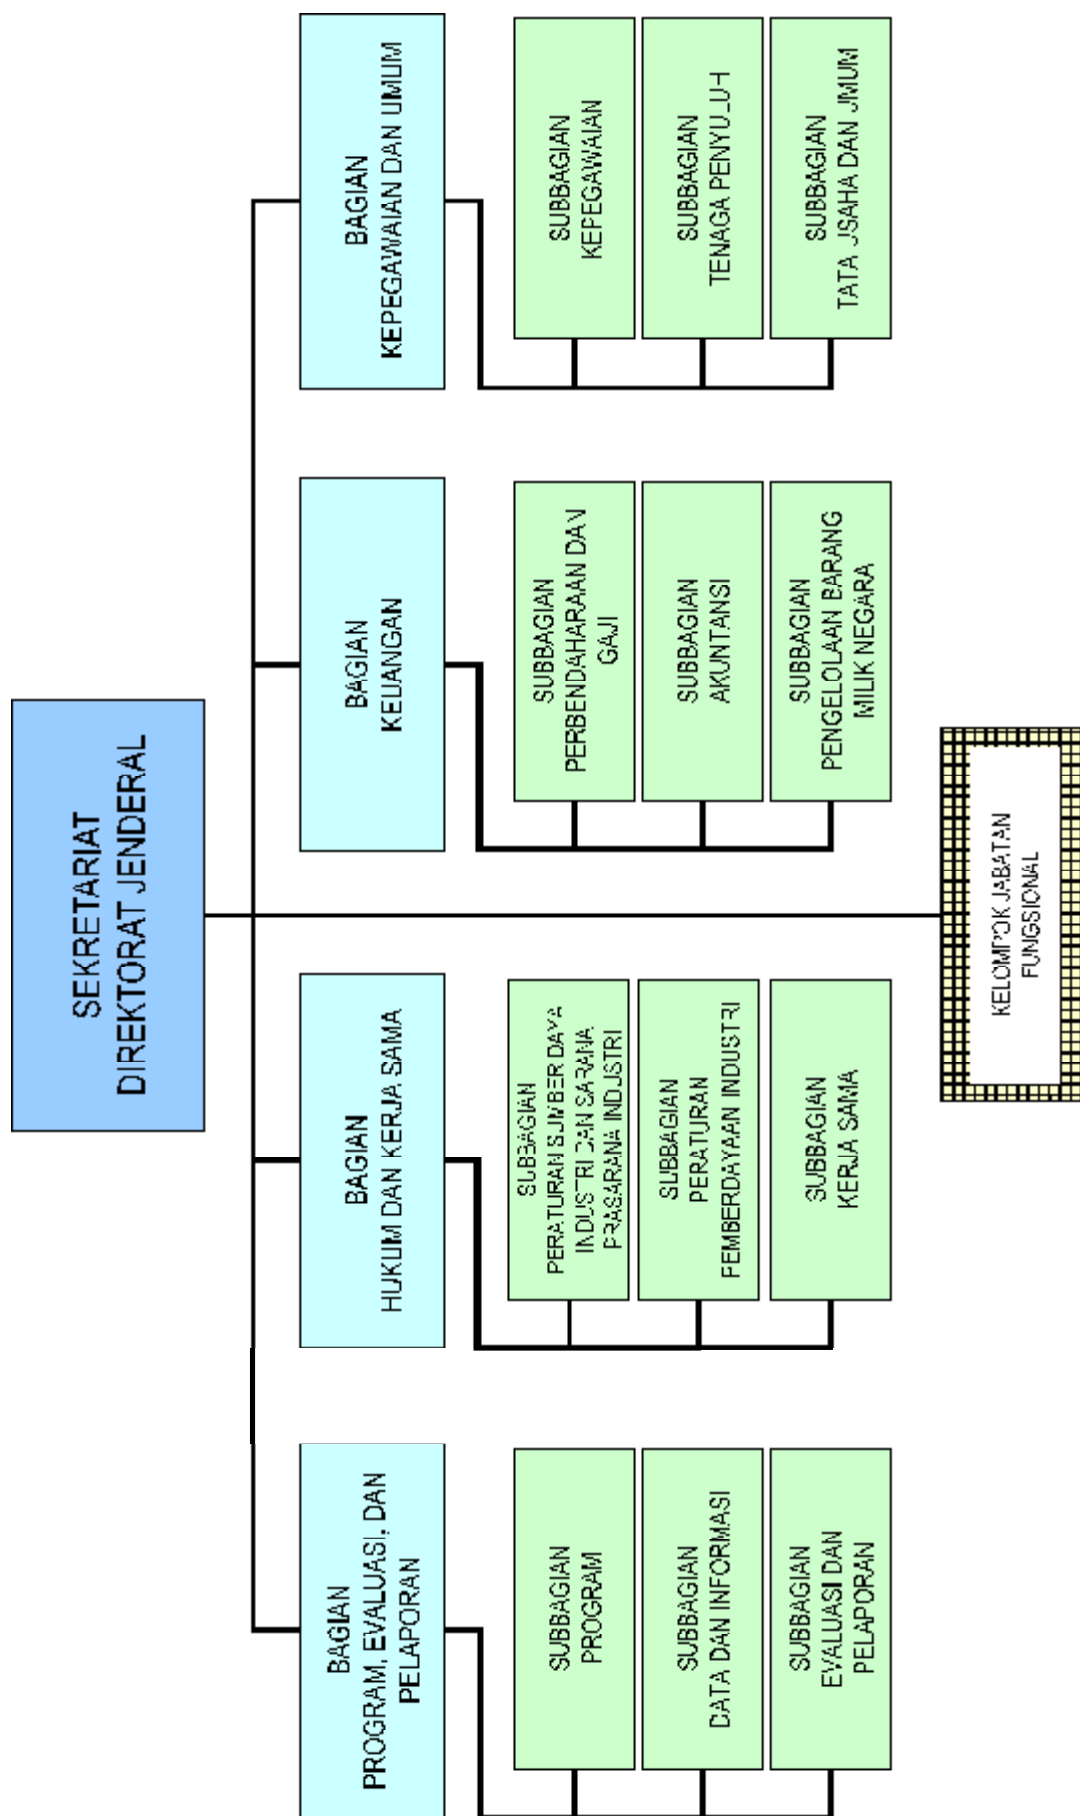 SEKRETARIAT
DIREKTORAT JENDERAL
BAGIAN
PROGRAM, EVALUASI, DAN
PELAPORAN
BAGIAN
HUKUM DAN KERJA SAMA
BAGIAN
KEUANGAN
BAGIAN
KEPEGAWAIAN DAN UMUM
SUBBAGIAN
PROGRAM
SUBBAGIAN
DATA DAN INFORMASI
SUBBAGIAN
EVALUASI DAN
PELAPORAN
SUBBAGIAN
PERATURAN SUMBER DAYA
INDUSTRI DAN SARANA
PRASARANA INDUSTRI
SUBBAGIAN
PERATURAN
PEMBERDAYAAN INDUSTRI
SUBBAGIAN
KERJA SAMA
SUBBAGIAN
PERBENDAHARAAN DAN
GAJI
SUBBAGIAN
AKUNTANSI
SUBBAGIAN
PENGELOLAAN BARANG
MILIK NEGARA
SUBBAGIAN
KEPEGAWAIAN
SUBBAGIAN
TENAGA PENYULUH
SUBBAGIAN
TATA USAHA DAN UMUM
KELOMPOK JABATAN
FUNGSIONAL